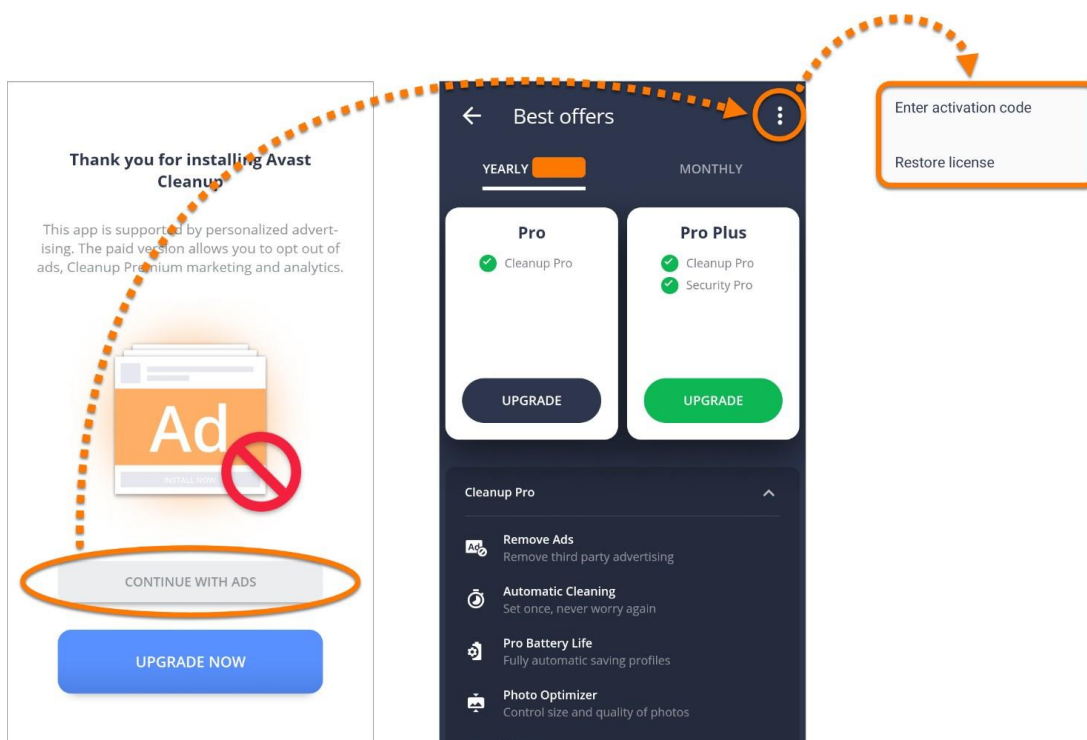 Thank you for installing Avast
Cleanup
This app is supported by personalized advert-
ising. The paid version allows you to opt out of
ads, Cleanup Premium marketing and analytics.
Ad
INSTALL NOW
CONTINUE WITH ADS
UPGRADE NOW
Best offers
YEARLY
MONTHLY
Pro
Cleanup Pro
UPGRADE
Pro Plus
Cleanup Pro
Security Pro
UPGRADE
Cleanup Pro
Ad
Remove Ads
Remove third party advertising
Automatic Cleaning
Set once, never worry again
Pro Battery Life
Fully automatic saving profiles
Photo Optimizer
Control size and quality of photos
Enter activation code
Restore license